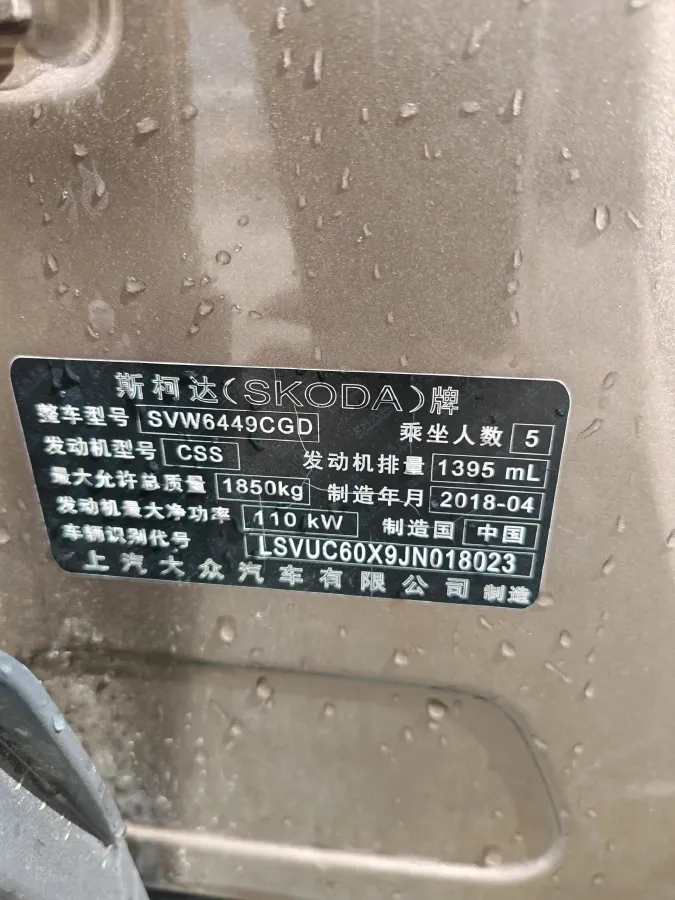 斯柯达(SKODA)牌
整车型号 SVW6449CGD 乘坐人数 5
发动机型号 CSS 发动机排量 1395 mL
最大允许总质量 1850kg 制造年月 2018-04
发动机最大净功率 110 kW 制造国 中国
车辆识别代号 LSVUC60X9JN018023
上汽大众汽车有限公司 制造